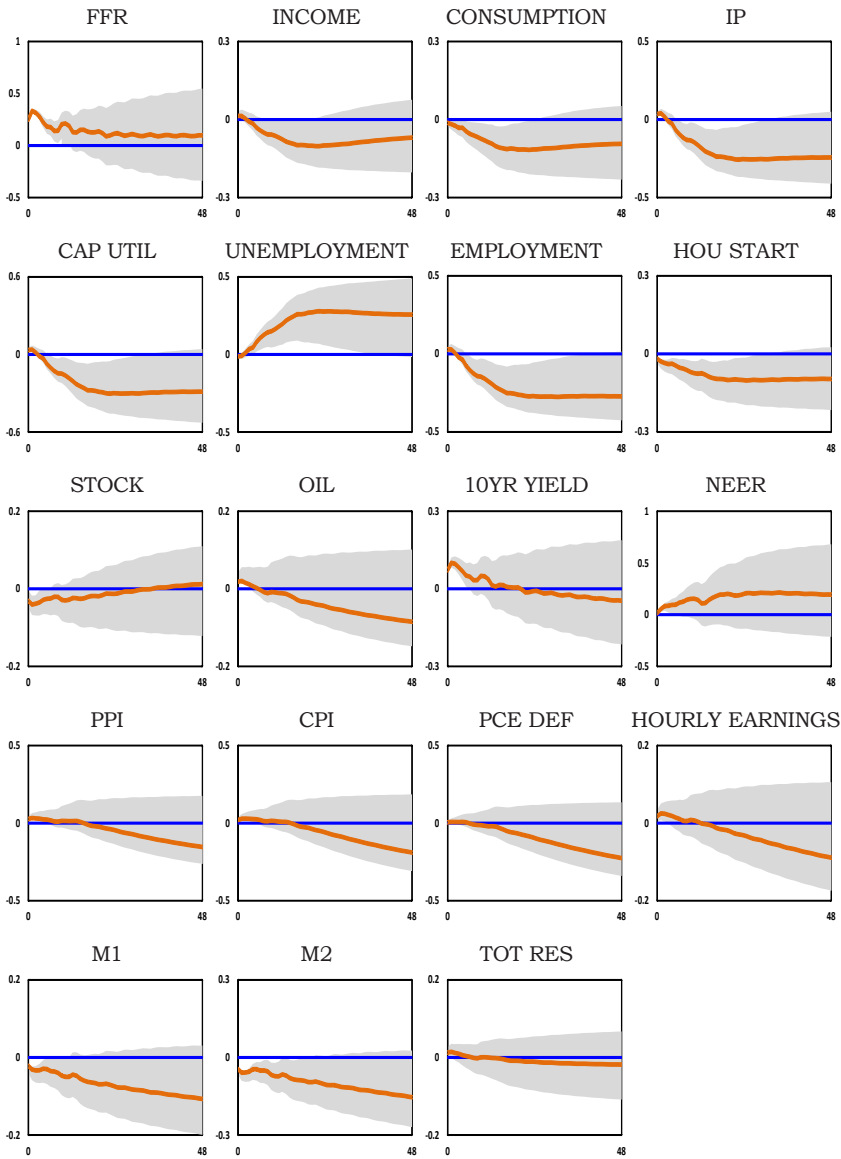 FFR INCOME CONSUMPTION IP
1 0.3 0.3 0.5
0.5
0 0 0 0
-0.5 -0.3 -0.3 -0.5
0 48 0 48 0 48 0 48
CAP UTIL UNEMPLOYMENT EMPLOYMENT HOU START
0.6 0.5 0.5 0.3
0 0 0 0
-0.6 -0.5 -0.5 -0.3
0 48 0 48 0 48 0 48
STOCK OIL 10YR YIELD NEER
0.2 0.2 0.3 1
0.5
0 0 0 0
-0.2 -0.2 -0.3 -0.5
0 48 0 48 0 48 0 48
PPI CPI PCE DEF HOURLY EARNINGS
0.5 0.5 0.5 0.2
0 0 0 0
-0.5 -0.5 -0.5 -0.2
0 48 0 48 0 48 0 48
M1 M2 TOT RES
0.2 0.3 0.2
0 0 0
-0.2 -0.3 -0.2
0 48 0 48 0 48